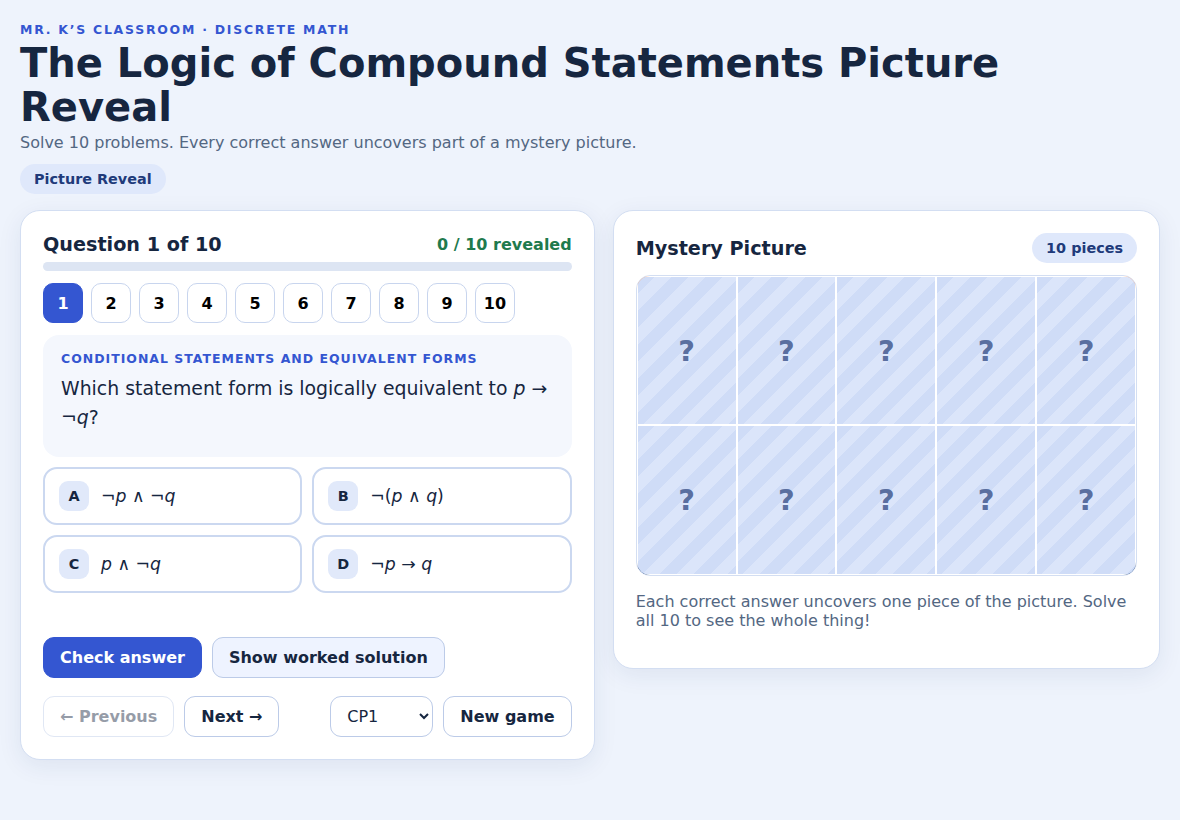 MR. K’S CLASSROOM · DISCRETE MATH
The Logic of Compound Statements Picture
Reveal
Solve 10 problems. Every correct answer uncovers part of a mystery picture.
Picture Reveal
Question 1 of 10
0 / 10 revealed
1 2 3 4 5 6 7 8 9 10
CONDITIONAL STATEMENTS AND EQUIVALENT FORMS
Which statement form is logically equivalent to p →
¬q?
A ¬p ∧ ¬q
B ¬(p ∧ q)
C p ∧ ¬q
D ¬p → q
Check answer
Show worked solution
← Previous
Next →
CP1
New game
Mystery Picture
10 pieces
? ? ? ? ?
? ? ? ? ?
Each correct answer uncovers one piece of the picture. Solve
all 10 to see the whole thing!